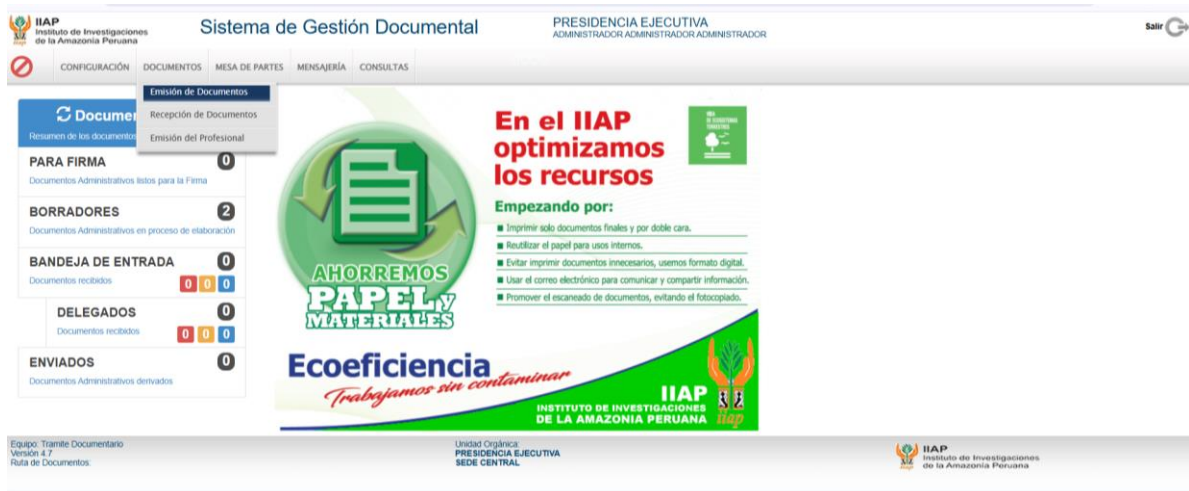 IIAP
Instituto de Investigaciones
de la Amazonia Peruana
Sistema de Gestión Documental
PRESIDENCIA EJECUTIVA
ADMINISTRADOR ADMINISTRADOR ADMINISTRADOR
Salir
CONFIGURACIÓN DOCUMENTOS MESA DE PARTES MENSAJERÍA CONSULTAS
Emisión de Documentos
Recepción de Documentos
Emisión del Profesional
Documen
Resumen de los documentos
PARA FIRMA 0
Documentos Administrativos listos para la Firma
BORRADORES 2
Documentos Administrativos en proceso de elaboración
BANDEJA DE ENTRADA 0
Documentos recibidos 0 0 0
DELEGADOS 0
Documentos recibidos 0 0 0
ENVIADOS 0
Documentos Administrativos derivados
AHORREMOS
PAPEL y
MATERIALES
En el IIAP
optimizamos
los recursos
Empezando por:
Imprimir solo documentos finales y por doble cara.
Reutilizar el papel para usos internos.
Evitar imprimir documentos innecesarios, usemos formato digital.
Usar el correo electrónico para comunicar y compartir información.
Promover el escaneado de documentos, evitando el fotocopiado.
Ecoeficiencia
Trabajamos sin contaminar
IIAP
INSTITUTO DE INVESTIGACIONES
DE LA AMAZONIA PERUANA
iiap
Equipo: Tramite Documentario
Versión 4.7
Ruta de Documentos:
Unidad Orgánica:
PRESIDENCIA EJECUTIVA
SEDE CENTRAL
IIAP
Instituto de Investigaciones
de la Amazonia Peruana